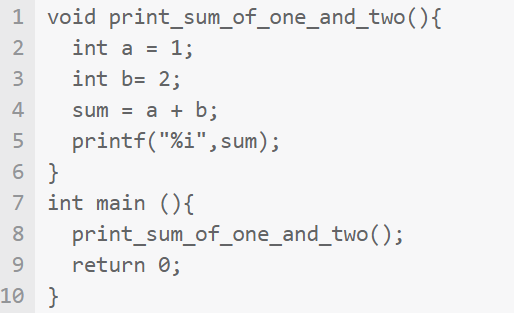 1 void print_sum_of_one_and_two(){
2   int a = 1;
3   int b= 2;
4   sum = a + b;
5   printf("%i",sum);
6 }
7 int main (){
8   print_sum_of_one_and_two();
9   return 0;
10 }